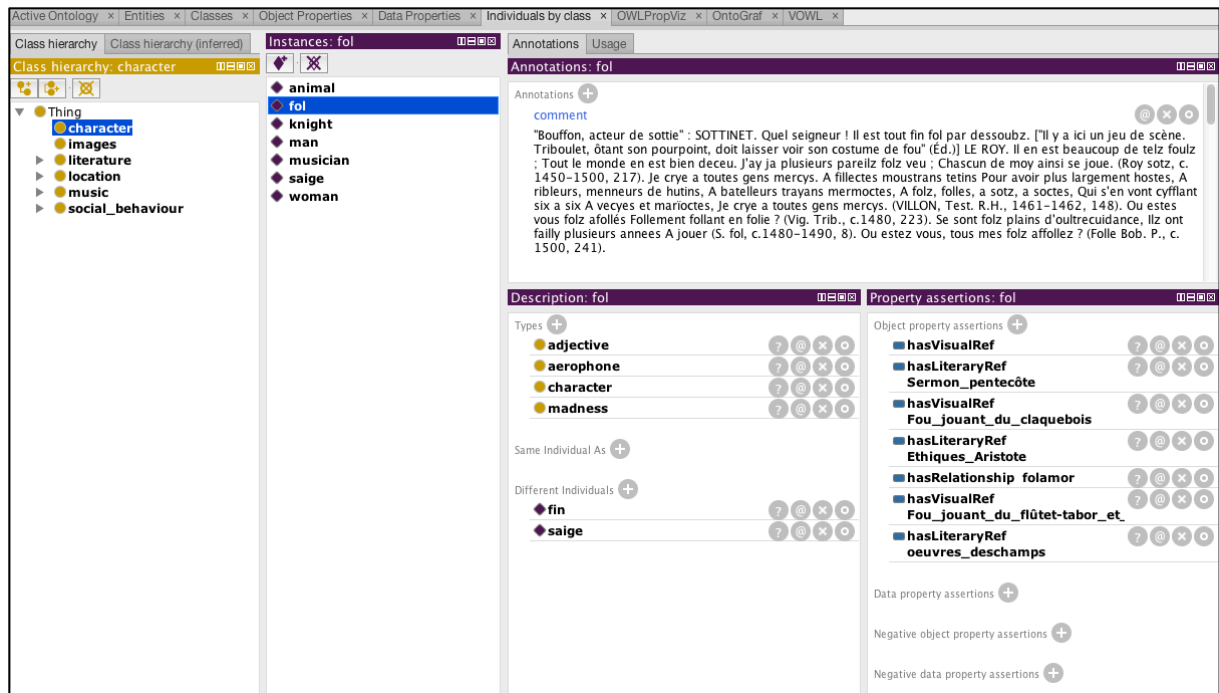 Active Ontology × Entities × Classes × Object Properties × Data Properties × Individuals by class × OWLPropViz × OntoGraf × VOWL ×
Class hierarchy Class hierarchy (inferred)
Class hierarchy: character
Thing
character
images
literature
location
music
social_behaviour
Instances: fol
animal
fol
knight
man
musician
saige
woman
Annotations Usage
Annotations: fol
Annotations
comment
"Bouffon, acteur de sottie" : SOTTINET. Quel seigneur ! Il est tout fin fol par dessoubz. ["Il y a ici un jeu de scène.
Triboulet, ôtant son pourpoint, doit laisser voir son costume de fou" (Éd.)] LE ROY. Il en est beaucoup de telz foulz
; Tout le monde en est bien deceu. J'ay ja plusieurs pareilz folz veu ; Chascun de moy ainsi se joue. (Roy sotz, c.
1450-1500, 217). Je crye a toutes gens mercys. A fillectes moustrans tetins Pour avoir plus largement hostes, A
ribleurs, menneurs de hutins, A batelleurs trayans mermoctes, A folz, folles, a sotz, a soctes, Qui s'en vont cyfflant
six a six A vecyes et marïoctes, Je crye a toutes gens mercys. (VILLON, Test. R.H., 1461-1462, 148). Ou estes
vous folz afollés Follement follant en folie ? (Vig. Trib., c.1480, 223). Se sont folz plains d'oultrecuidance, Ilz ont
failly plusieurs annees A jouer (S. fol, c.1480-1490, 8). Ou estez vous, tous mes folz affollez ? (Folle Bob. P., c.
1500, 241).
Description: fol
Types
adjective
aerophone
character
madness
Same Individual As
Different Individuals
fin
saige
Property assertions: fol
Object property assertions
hasVisualRef
hasLiteraryRef
Sermon_pentecôte
hasVisualRef
Fou_jouant_du_claquebois
hasLiteraryRef
Ethiques_Aristote
hasRelationship folamor
hasVisualRef
Fou_jouant_du_flûtet-tabor_et_
hasLiteraryRef
oeuvres_deschamps
Data property assertions
Negative object property assertions
Negative data property assertions